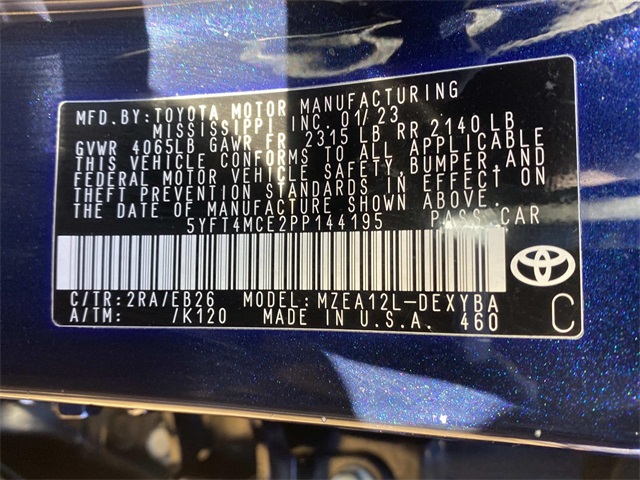 MFD.BY:TOYOTA MOTOR MANUFACTURING
MISSISSIPPI INC.01/23
GVWR 4065LB GAWR FR 2315LB RR 2140LB
THIS VEHICLE CONFORMS TO ALL APPLICABLE
FEDERAL MOTOR VEHICLE SAFETY,BUMPER,AND
THEFT PREVENTION STANDARDS IN EFFECT ON
THE DATE OF MANUFACTURE SHOWN ABOVE.
5YFT4MCE2PP144195 PASS CAR
C/TR:2RA/EB26 MODEL:MZEA12L-DEXYBA
A/TM: /K120 MADE IN U.S.A. 460 C